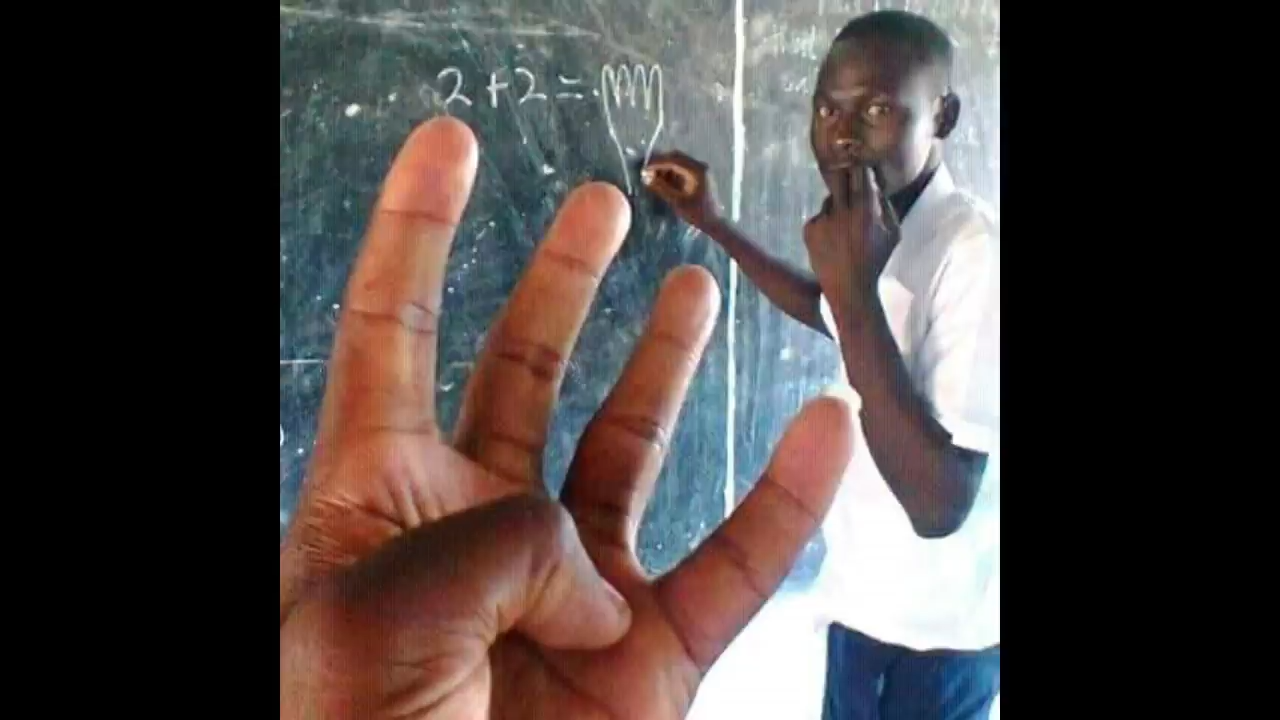 2 + 2 =